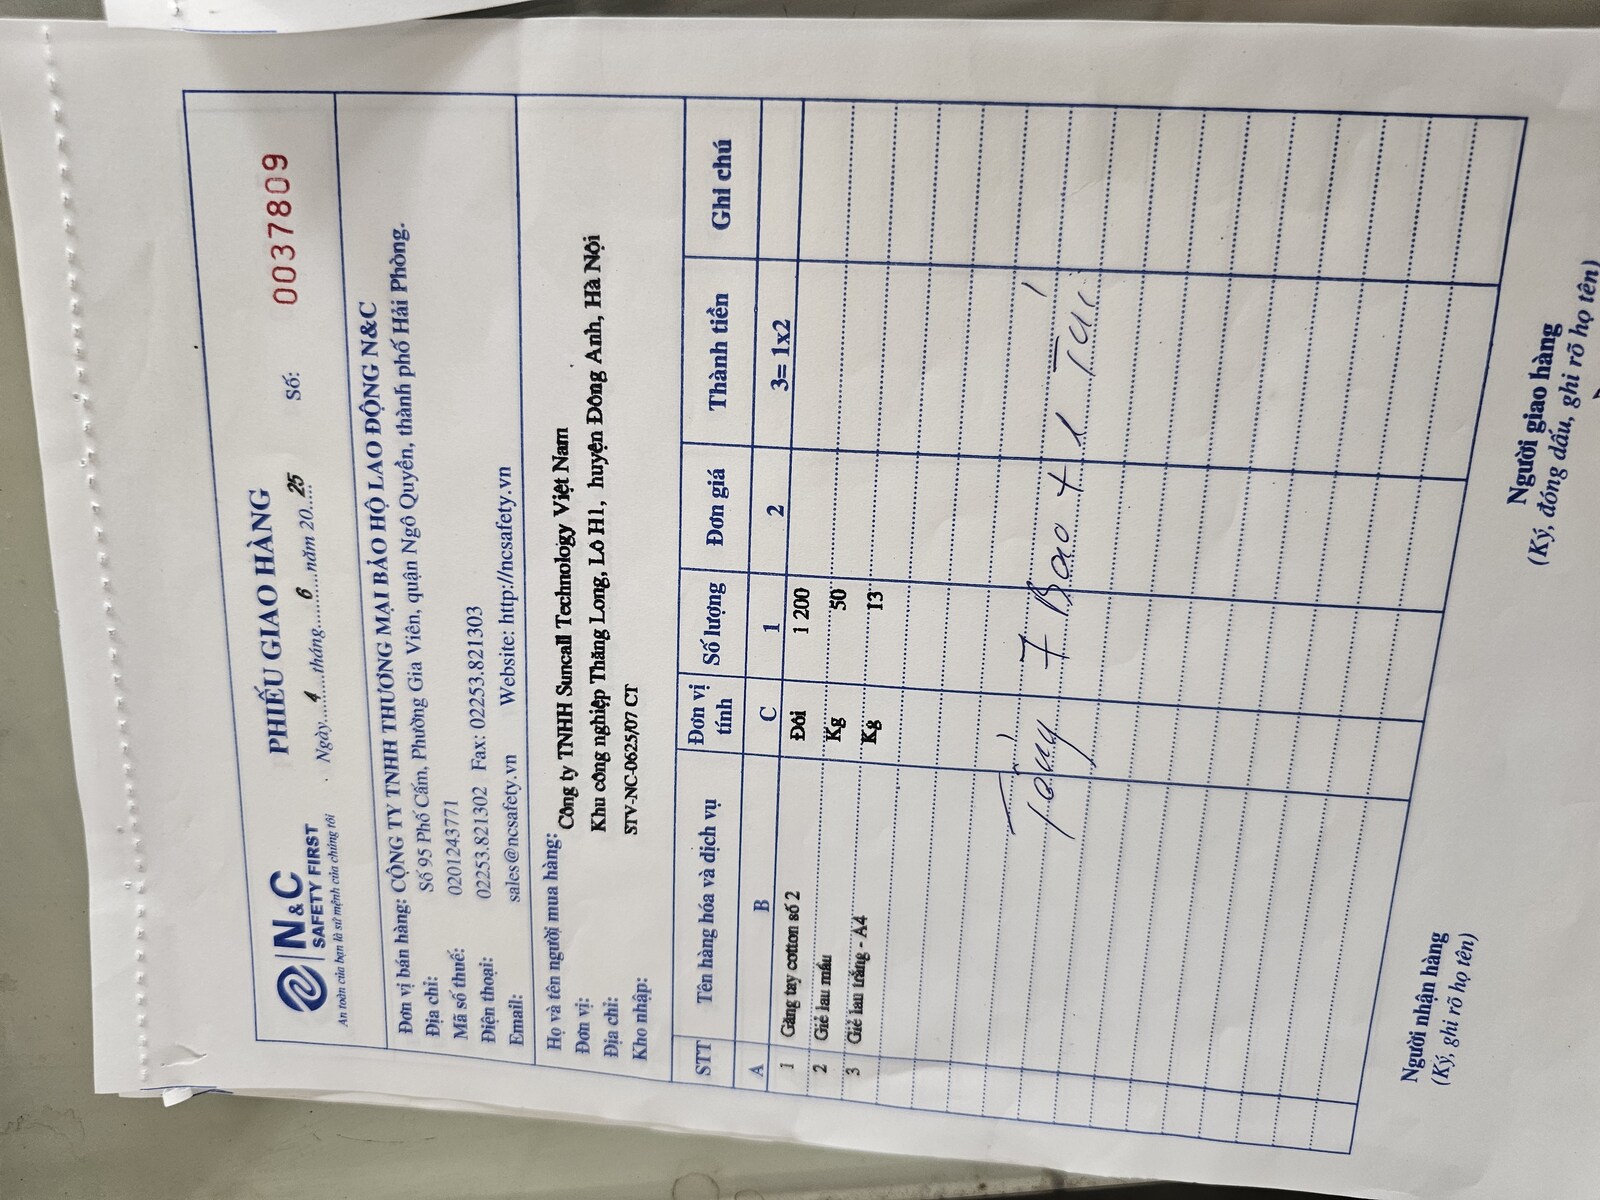 N&C
SAFETY FIRST
An toàn của bạn là sứ mệnh của chúng tôi
PHIẾU GIAO HÀNG
Ngày.....4.....tháng.....6.....năm 20..25.... Số: 0037809
Đơn vị bán hàng: CÔNG TY TNHH THƯƠNG MẠI BẢO HỘ LAO ĐỘNG N&C
Địa chỉ: Số 95 Phố Cấm, Phường Gia Viên, quận Ngô Quyền, thành phố Hải Phòng.
Mã số thuế: 0201243771
Điện thoại: 02253.821302 Fax: 02253.821303
Email: sales@ncsafety.vn Website: http://ncsafety.vn
Họ và tên người mua hàng:
Đơn vị: Công ty TNHH Suncall Technology Việt Nam
Địa chỉ: Khu công nghiệp Thăng Long, Lô H1, huyện Đông Anh, Hà Nội
Kho nhập: STV-NC-0625/07 CT
STT Tên hàng hóa và dịch vụ Đơn vị tính Số lượng Đơn giá Thành tiền Ghi chú
A B C 1 2 3= 1x2
1 Găng tay cotton số 2 Đôi 1 200
2 Giẻ lau mầu Kg 50
3 Giẻ lau trắng - A4 Kg 13
Tổng 7 Bao + 1 Túi
Người nhận hàng
(Ký, ghi rõ họ tên)
Người giao hàng
(Ký, đóng dấu, ghi rõ họ tên)